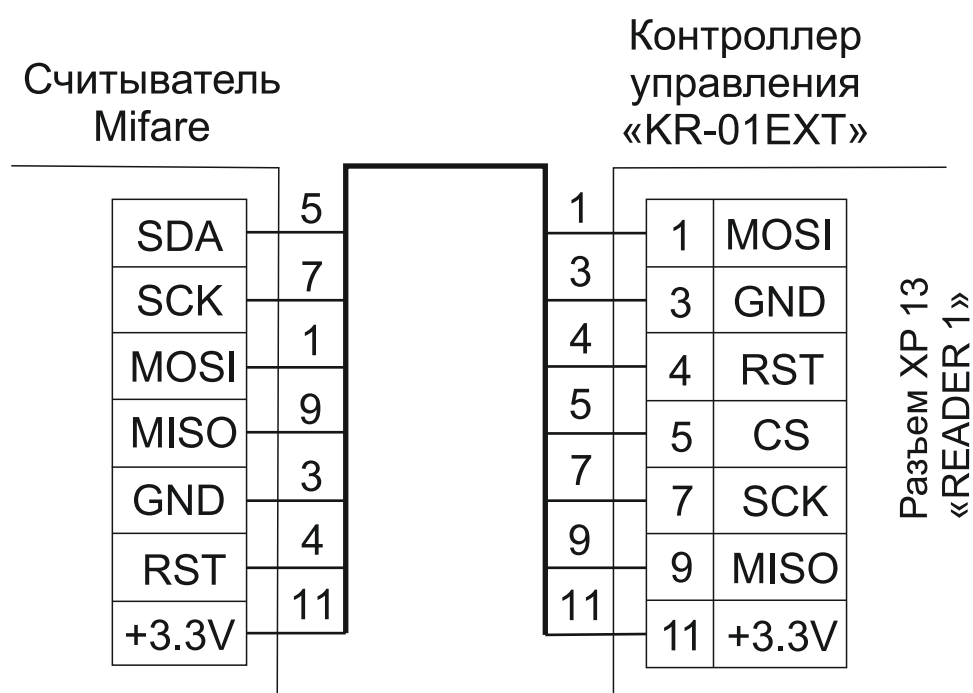 Считыватель
Mifare
Контроллер
управления
«KR-01EXT»
SDA 5
SCK 7
MOSI 1
MISO 9
GND 3
RST 4
+3.3V 11
1 1 MOSI
3 3 GND
4 4 RST
5 5 CS
7 7 SCK
9 9 MISO
11 11 +3.3V
Разъем XP 13
«READER 1»